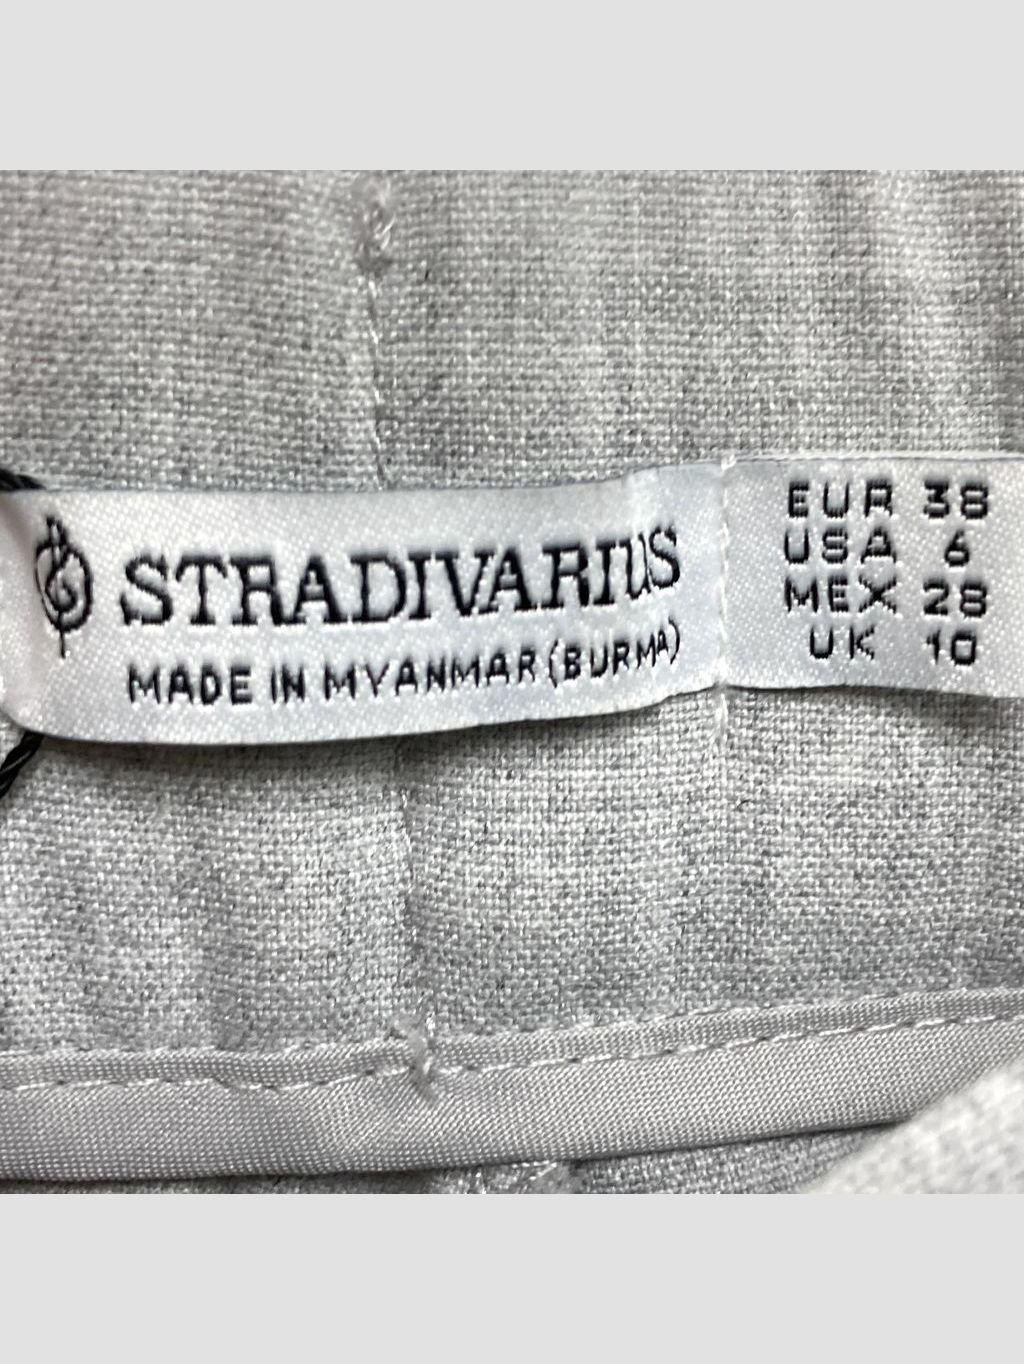 STRADIVARIUS
MADE IN MYANMAR (BURMA)
EUR 38
USA 6
MEX 28
UK 10